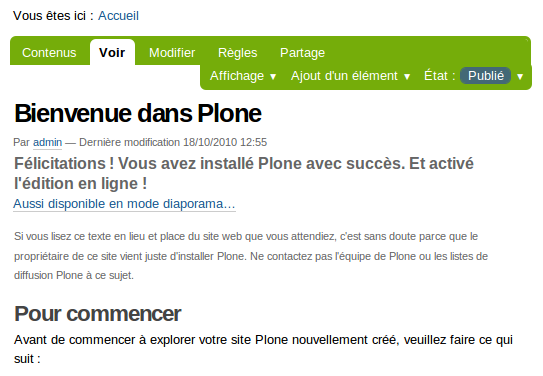 Vous êtes ici : Accueil
Contenus Voir Modifier Règles Partage
Affichage ▼ Ajout d'un élément ▼ État : Publié ▼
Bienvenue dans Plone
Par admin — Dernière modification 18/10/2010 12:55
Félicitations ! Vous avez installé Plone avec succès. Et activé
l'édition en ligne !
Aussi disponible en mode diaporama…
Si vous lisez ce texte en lieu et place du site web que vous attendiez, c'est sans doute parce que le
propriétaire de ce site vient juste d'installer Plone. Ne contactez pas l'équipe de Plone ou les listes de
diffusion Plone à ce sujet.
Pour commencer
Avant de commencer à explorer votre site Plone nouvellement créé, veuillez faire ce qui
suit :